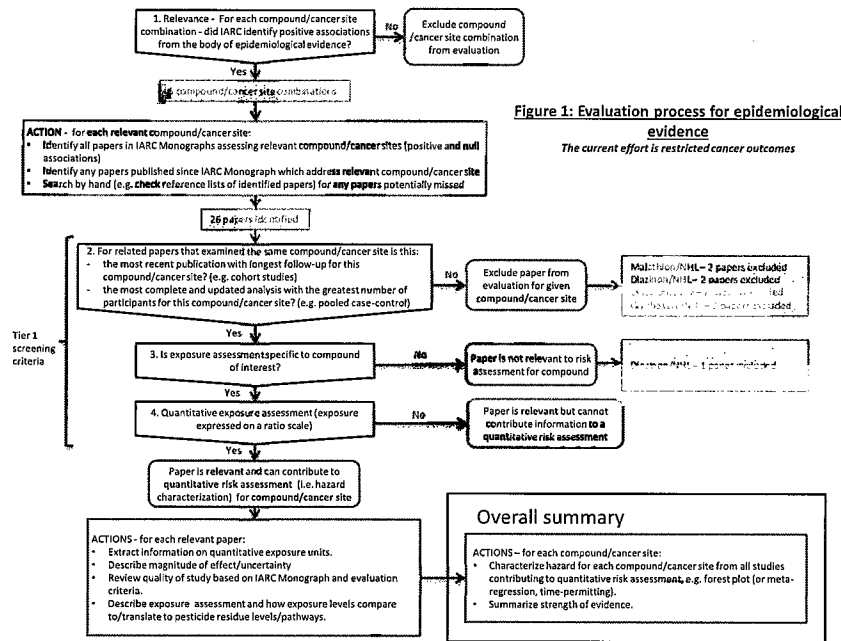 1. Relevance - For each compound/cancer site
combination - did IARC identify positive associations
from the body of epidemiological evidence?
No
Exclude compound
/cancer site
combination
from evaluation
Yes
compound/cancer site combinations
Figure 1: Evaluation process for epidemiological
evidence
The current effort is restricted cancer outcomes
ACTION - for each relevant compound/cancer site:
• Identify all papers in IARC Monographs assessing relevant compound/cancer sites (positive and null
associations)
• Identify any papers published since IARC Monograph which address relevant compound/cancer site
• Search by hand (e.g. check reference lists of identified papers) for any papers potentially missed
26 papers identified
Tier 1
screening
criteria
2. For related papers that examined the same compound/cancer site is this:
- the most recent publication with longest follow-up for this
compound/cancer site? (e.g. cohort studies)
- the most complete and updated analysis with the greatest number of
participants for this compound/cancer site? (e.g. pooled case-control)
No
Exclude paper from
evaluation for given
compound/cancer site
Malathion/NHL – 2 papers excluded
Diazinon/NHL – 2 papers excluded
2 papers excluded
Yes
3. Is exposure assessment specific to compound
of interest?
No
Paper is not relevant to risk
assessment for compound
Diazinon/NHL – 1 paper excluded
Yes
4. Quantitative exposure assessment (exposure
expressed on a ratio scale)
No
Paper is relevant but cannot
contribute information to a
quantitative risk assessment
Yes
Paper is relevant and can contribute to
quantitative risk assessment
(i.e. hazard
characterization) for compound/cancer site
ACTIONS - for each relevant paper:
• Extract information on quantitative exposure units.
• Describe magnitude of effect/uncertainty
• Review quality of study based on IARC Monograph and evaluation
criteria.
• Describe exposure assessment and how exposure levels compare
to/translate to pesticide residue levels/pathways.
Overall summary
ACTIONS – for each compound/cancer site:
• Characterize hazard for each compound/cancer site from all studies
contributing to quantitative risk assessment, e.g. forest plot (or meta-
regression, time-permitting).
• Summarize strength of evidence.